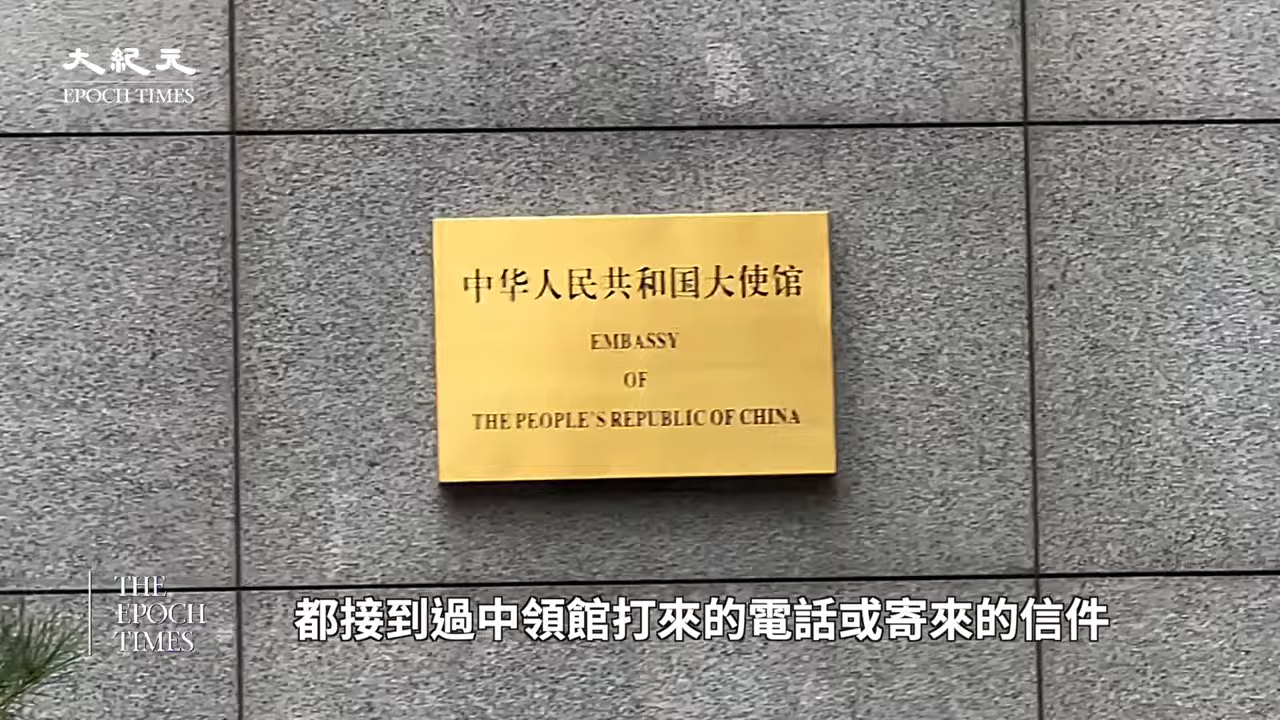 大紀元
EPOCH TIMES
中华人民共和国大使馆
EMBASSY
OF
THE PEOPLE'S REPUBLIC OF CHINA
THE
EPOCH
TIMES
都接到過中領館打來的電話或寄來的信件